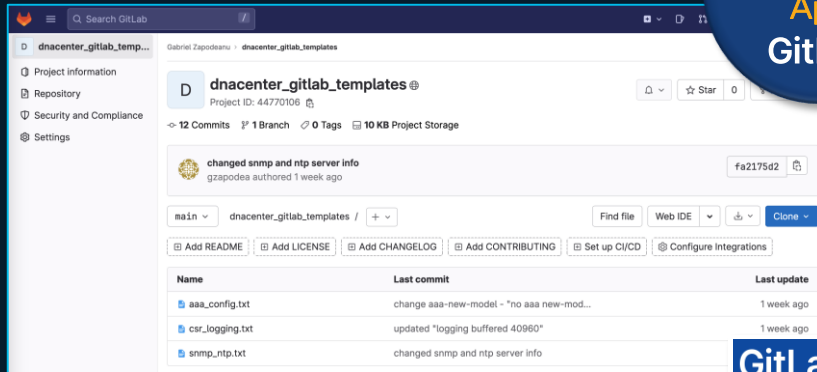 Search GitLab
/
D dnacenter_gitlab_temp...
Project information
Repository
Security and Compliance
Settings
Gabriel Zapodeanu › dnacenter_gitlab_templates
D
dnacenter_gitlab_templates
Project ID: 44770106
Star 0
12 Commits 1 Branch 0 Tags 10 KB Project Storage
changed snmp and ntp server info
gzapodea authored 1 week ago
fa2175d2
main dnacenter_gitlab_templates / +
Find file Web IDE Clone
Add README Add LICENSE Add CHANGELOG Add CONTRIBUTING Set up CI/CD Configure Integrations
Name Last commit Last update
aaa_config.txt change aaa-new-model - "no aaa new-mod... 1 week ago
csr_logging.txt updated "logging buffered 40960" 1 week ago
snmp_ntp.txt changed snmp and ntp server info